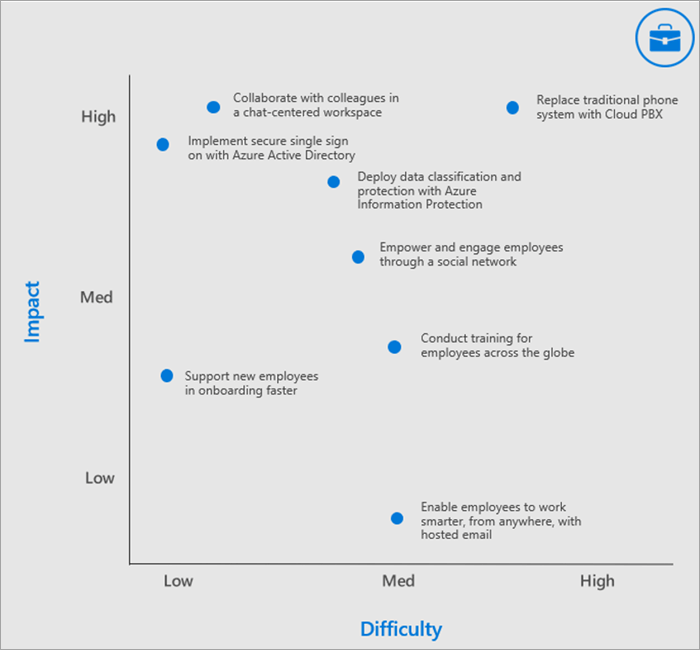 Collaborate with colleagues in
a chat-centered workspace
Replace traditional phone
system with Cloud PBX
High
Implement secure single sign
on with Azure Active Directory
Deploy data classification and
protection with Azure
Information Protection
Empower and engage employees
through a social network
Med
Impact
Conduct training for
employees across the globe
Support new employees
in onboarding faster
Low
Enable employees to work
smarter, from anywhere, with
hosted email
Low
Med
High
Difficulty